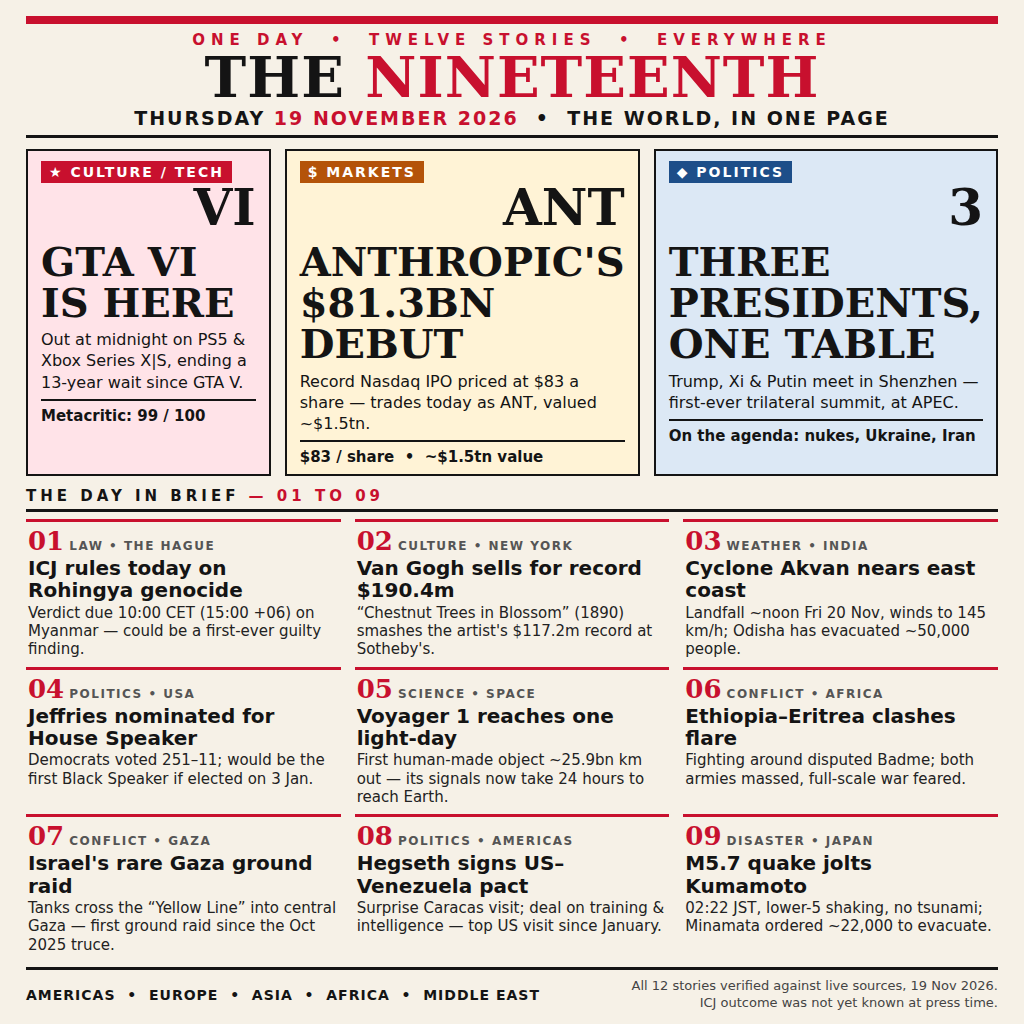 ONE DAY • TWELVE STORIES • EVERYWHERE
THE NINETEENTH
THURSDAY 19 NOVEMBER 2026 • THE WORLD, IN ONE PAGE
★ CULTURE / TECH
VI
GTA VI
IS HERE
Out at midnight on PS5 &
Xbox Series X|S, ending a
13-year wait since GTA V.
Metacritic: 99 / 100
$ MARKETS
ANT
ANTHROPIC'S
$81.3BN
DEBUT
Record Nasdaq IPO priced at $83 a
share — trades today as ANT, valued
~$1.5tn.
$83 / share • ~$1.5tn value
◆ POLITICS
3
THREE
PRESIDENTS,
ONE TABLE
Trump, Xi & Putin meet in Shenzhen —
first-ever trilateral summit, at APEC.
On the agenda: nukes, Ukraine, Iran
THE DAY IN BRIEF — 01 TO 09
01 LAW • THE HAGUE
ICJ rules today on
Rohingya genocide
Verdict due 10:00 CET (15:00 +06) on
Myanmar — could be a first-ever guilty
finding.
02 CULTURE • NEW YORK
Van Gogh sells for record
$190.4m
“Chestnut Trees in Blossom” (1890)
smashes the artist's $117.2m record at
Sotheby's.
03 WEATHER • INDIA
Cyclone Akvan nears east
coast
Landfall ~noon Fri 20 Nov, winds to 145
km/h; Odisha has evacuated ~50,000
people.
04 POLITICS • USA
Jeffries nominated for
House Speaker
Democrats voted 251–11; would be the
first Black Speaker if elected on 3 Jan.
05 SCIENCE • SPACE
Voyager 1 reaches one
light-day
First human-made object ~25.9bn km
out — its signals now take 24 hours to
reach Earth.
06 CONFLICT • AFRICA
Ethiopia–Eritrea clashes
flare
Fighting around disputed Badme; both
armies massed, full-scale war feared.
07 CONFLICT • GAZA
Israel's rare Gaza ground
raid
Tanks cross the “Yellow Line” into central
Gaza — first ground raid since the Oct
2025 truce.
08 POLITICS • AMERICAS
Hegseth signs US–
Venezuela pact
Surprise Caracas visit; deal on training &
intelligence — top US visit since January.
09 DISASTER • JAPAN
M5.7 quake jolts
Kumamoto
02:22 JST, lower-5 shaking, no tsunami;
Minamata ordered ~22,000 to evacuate.
AMERICAS • EUROPE • ASIA • AFRICA • MIDDLE EAST
All 12 stories verified against live sources, 19 Nov 2026.
ICJ outcome was not yet known at press time.